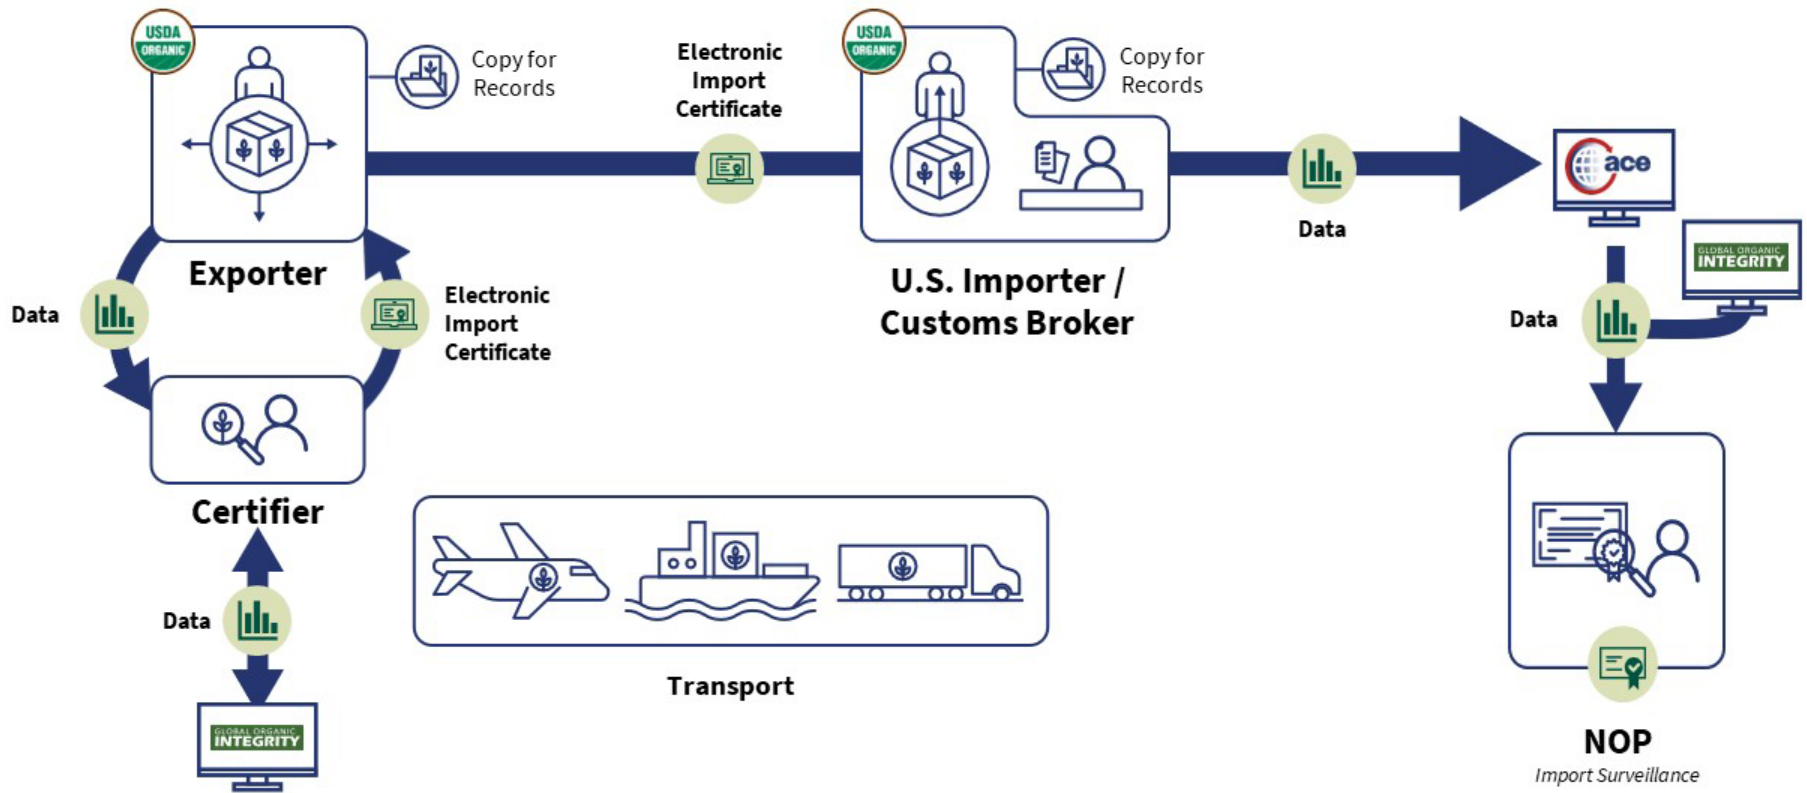 USDA
ORGANIC
Copy for
Records
Electronic
Import
Certificate
USDA
ORGANIC
Copy for
Records
ace
Data
GLOBAL ORGANIC
INTEGRITY
Exporter
U.S. Importer /
Customs Broker
Data
Electronic
Import
Certificate
Data
Certifier
Data
Transport
GLOBAL ORGANIC
INTEGRITY
NOP
Import Surveillance